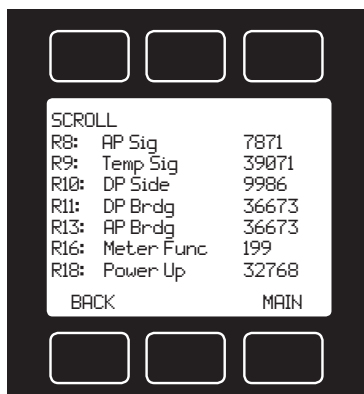 SCROLL
R8: AP Sig 7871
R9: Temp Sig 39071
R10: DP Side 9986
R11: DP Brdg 36673
R13: AP Brdg 36673
R16: Meter Func 199
R18: Power Up 32768
BACK MAIN